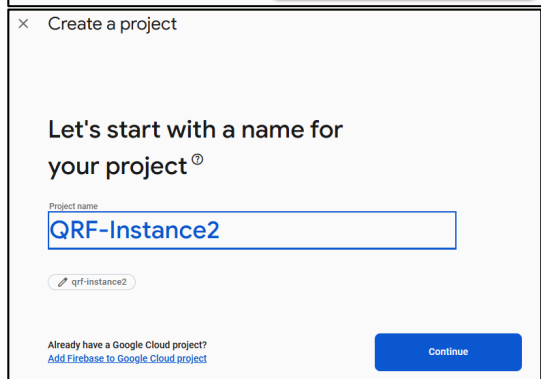 Create a project
Let's start with a name for
your project
Project name
QRF-Instance2
qrf-instance2
Already have a Google Cloud project?
Add Firebase to Google Cloud project
Continue